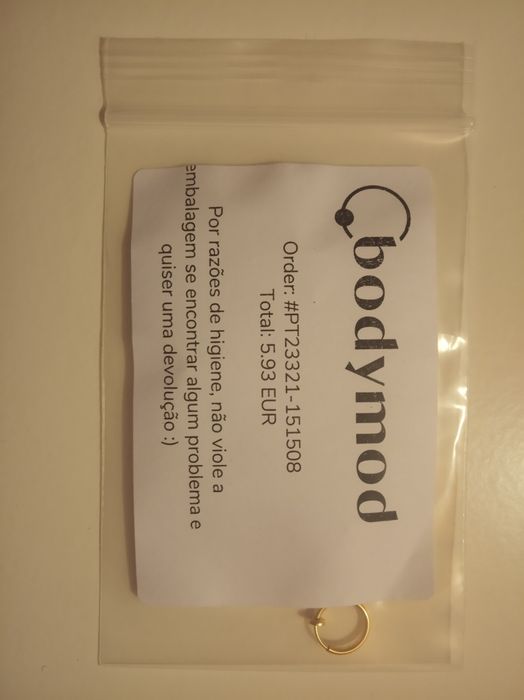 bodymod
Order: #PT23321-151508
Total: 5.93 EUR
Por razões de higiene, não viole a
embalagem se encontrar algum problema e
quiser uma devolução :)